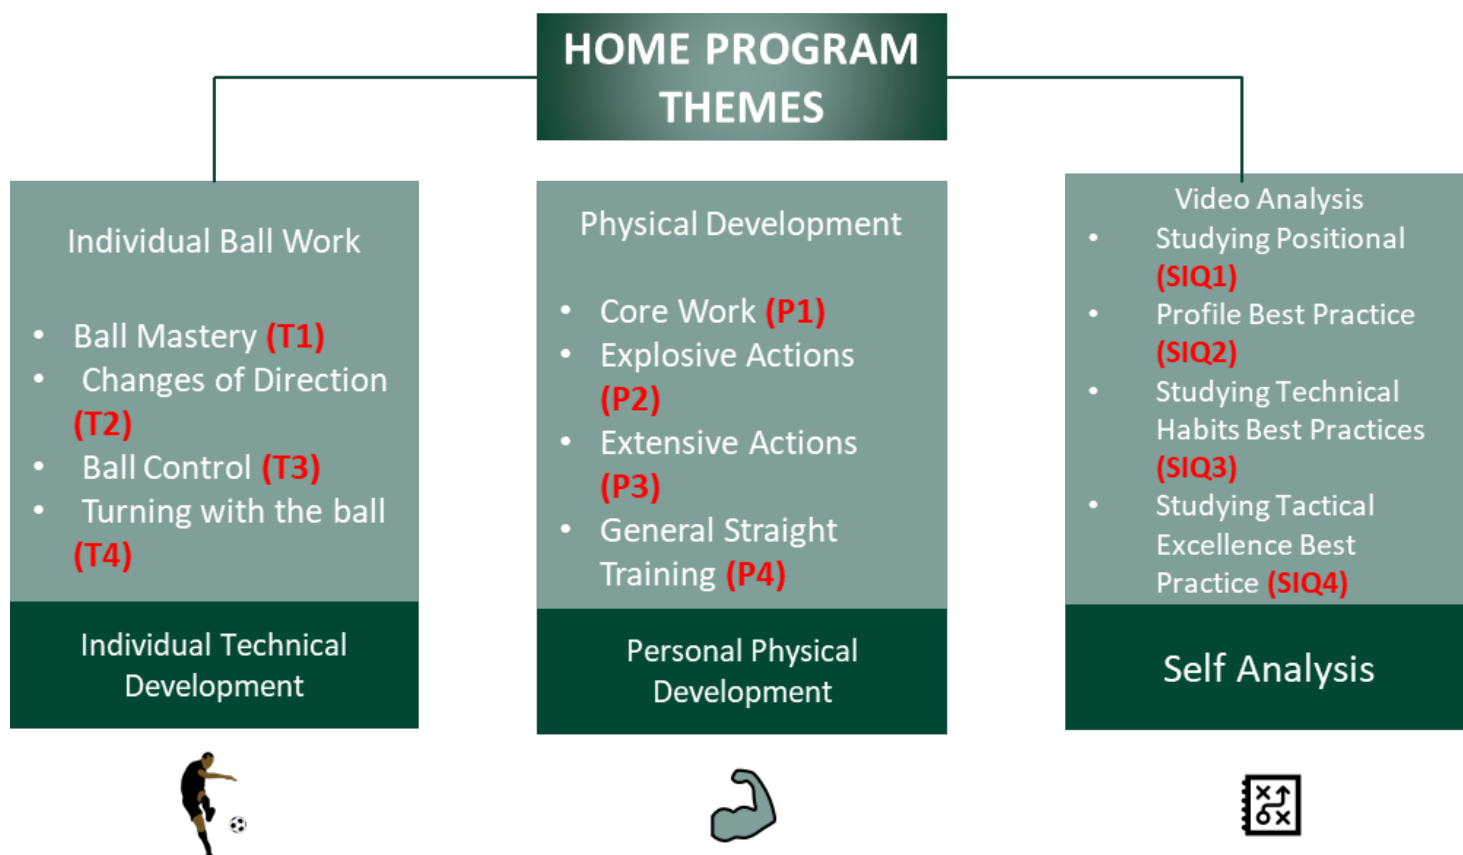 HOME PROGRAM
THEMES
Individual Ball Work
• Ball Mastery (T1)
• Changes of Direction
(T2)
• Ball Control (T3)
• Turning with the ball
(T4)
Individual Technical
Development
Physical Development
• Core Work (P1)
• Explosive Actions
(P2)
• Extensive Actions
(P3)
• General Straight
Training (P4)
Personal Physical
Development
Video Analysis
• Studying Positional
(SIQ1)
• Profile Best Practice
(SIQ2)
• Studying Technical
Habits Best Practices
(SIQ3)
• Studying Tactical
Excellence Best
Practice (SIQ4)
Self Analysis